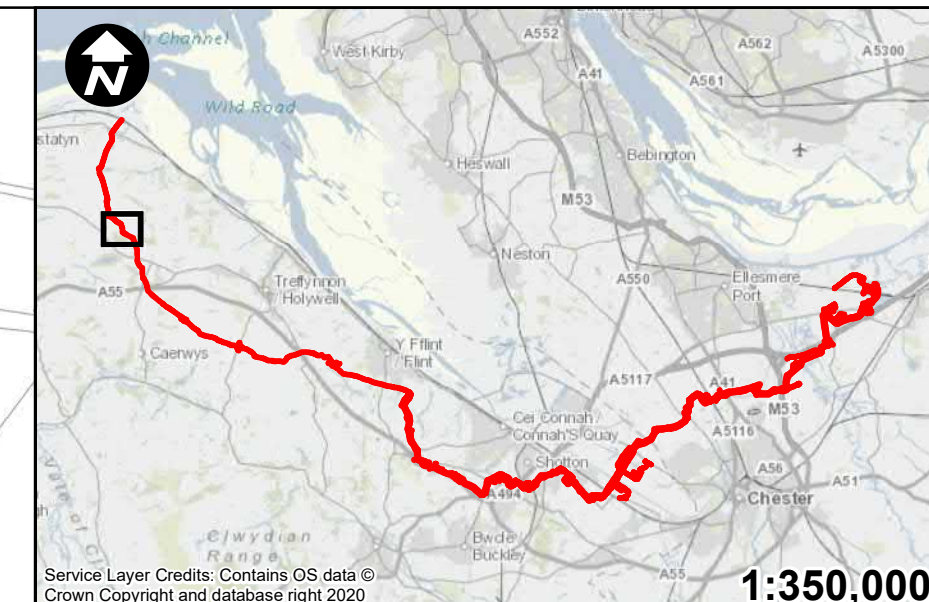 N
h Channel
Wild Road
statyn
West Kirby
A552
A41
A562
A5300
A561
Heswall
Bebington
M53
Neston
A550
Ellesmere
Port
Treffynnon
/ Holywell
A55
Caerwys
Y Fflint
/ Flint
A5117
A41
M53
A5116
Cei Connah /
Connah'S Quay
Shotton
A494
A56
A51
Chester
Clwydian
Range
Buckley
A55
Service Layer Credits: Contains OS data ©
Crown Copyright and database right 2020
1:350,000